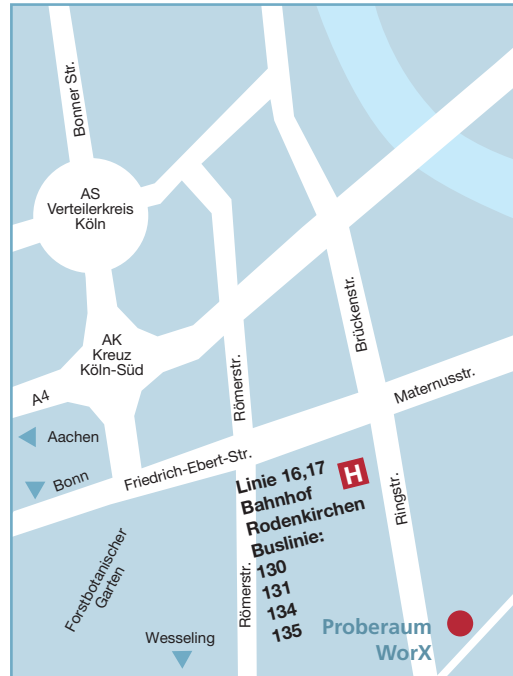 Bonner Str.
AS
Verteilerkreis
Köln
AK
Kreuz
Köln-Süd
A4
Aachen
Bonn
Friedrich-Ebert-Str.
Römerstr.
Brückenstr.
Maternusstr.
Ringstr.
Linie 16,17
Bahnhof
Rodenkirchen
Buslinie:
130
131
134
135
H
Römerstr.
Forstbotanischer
Garten
Wesseling
Proberaum
WorX